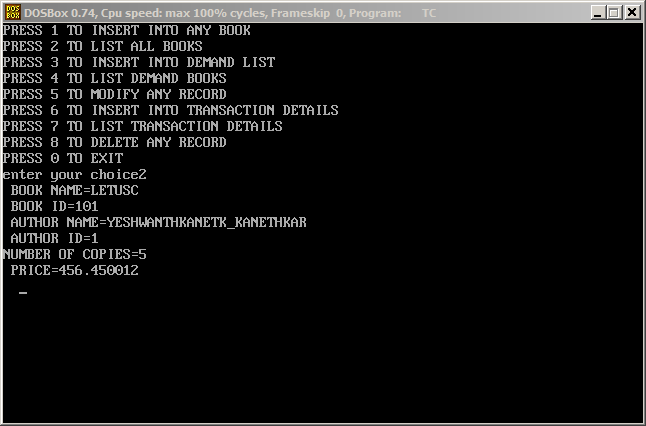 DOSBox 0.74, Cpu speed: max 100% cycles, Frameskip 0, Program: TC
PRESS 1 TO INSERT INTO ANY BOOK
PRESS 2 TO LIST ALL BOOKS
PRESS 3 TO INSERT INTO DEMAND LIST
PRESS 4 TO LIST DEMAND BOOKS
PRESS 5 TO MODIFY ANY RECORD
PRESS 6 TO INSERT INTO TRANSACTION DETAILS
PRESS 7 TO LIST TRANSACTION DETAILS
PRESS 8 TO DELETE ANY RECORD
PRESS 0 TO EXIT
enter your choice2
BOOK NAME=LETUSC
BOOK ID=101
AUTHOR NAME=YESHWANTHKANETK_KANETHKAR
AUTHOR ID=1
NUMBER OF COPIES=5
PRICE=456.450012
_